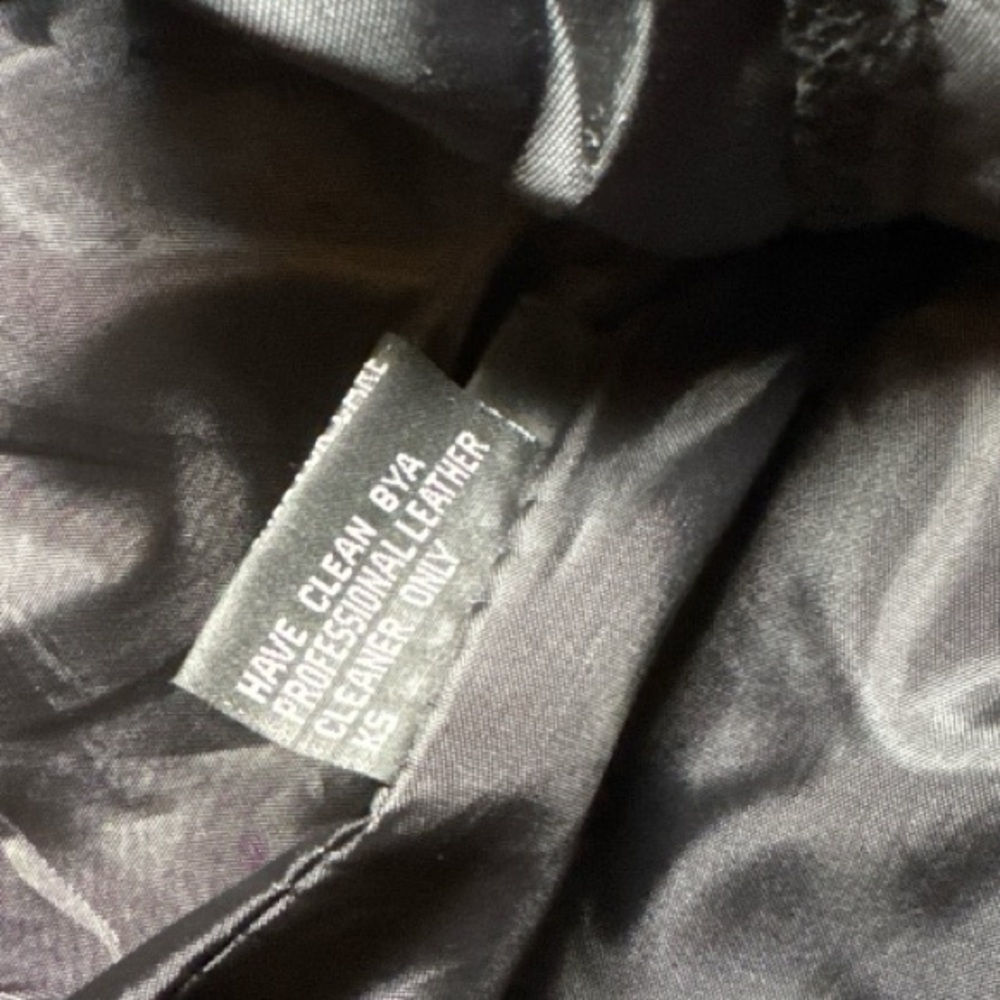 HAVE CLEAN BYA
PROFESSIONAL LEATHER
CLEANER ONLY
XS